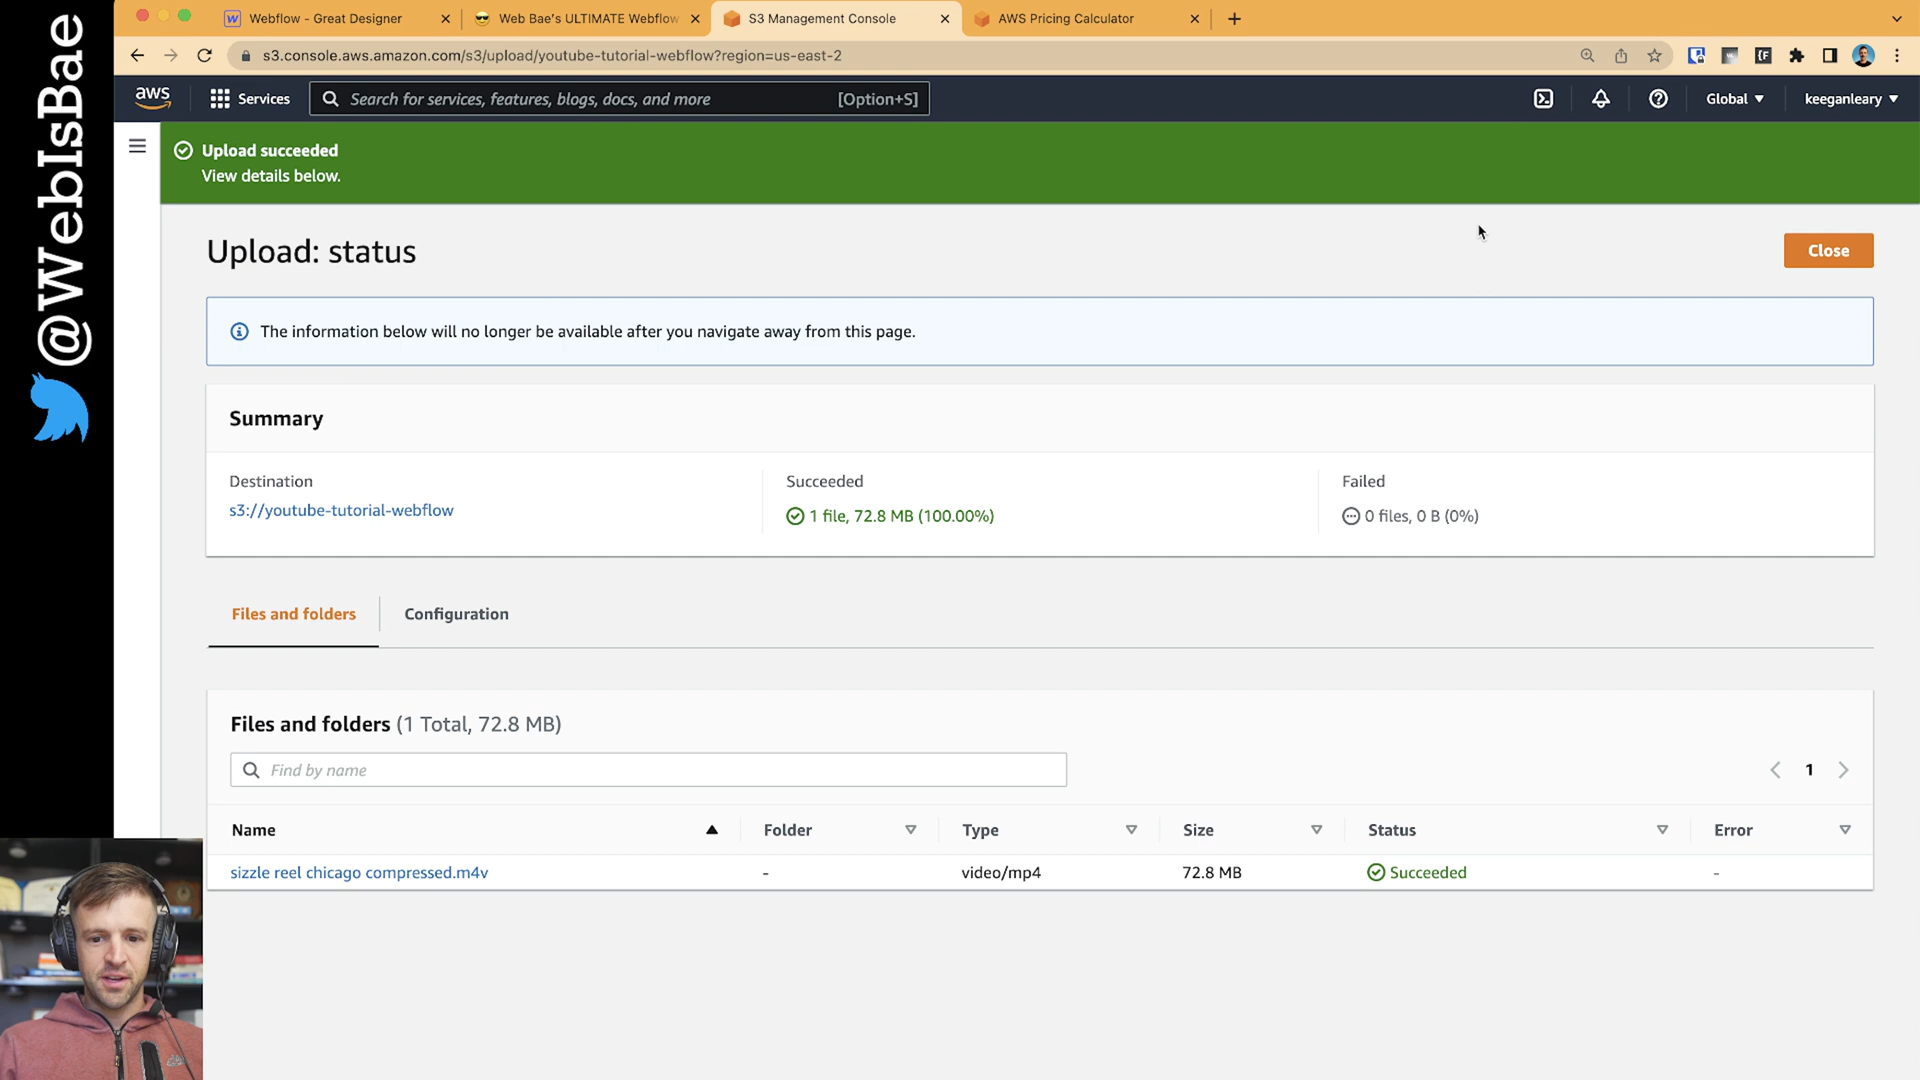 @WebIsBae
Webflow - Great Designer
Web Bae's ULTIMATE Webflow
S3 Management Console
AWS Pricing Calculator
s3.console.aws.amazon.com/s3/upload/youtube-tutorial-webflow?region=us-east-2
aws
Services
Search for services, features, blogs, docs, and more
[Option+S]
Global
keeganleary
Upload succeeded
View details below.
Upload: status
Close
The information below will no longer be available after you navigate away from this page.
Summary
Destination
Succeeded
Failed
s3://youtube-tutorial-webflow
1 file, 72.8 MB (100.00%)
0 files, 0 B (0%)
Files and folders
Configuration
Files and folders (1 Total, 72.8 MB)
Find by name
1
Name
Folder
Type
Size
Status
Error
sizzle reel chicago compressed.m4v
-
video/mp4
72.8 MB
Succeeded
-